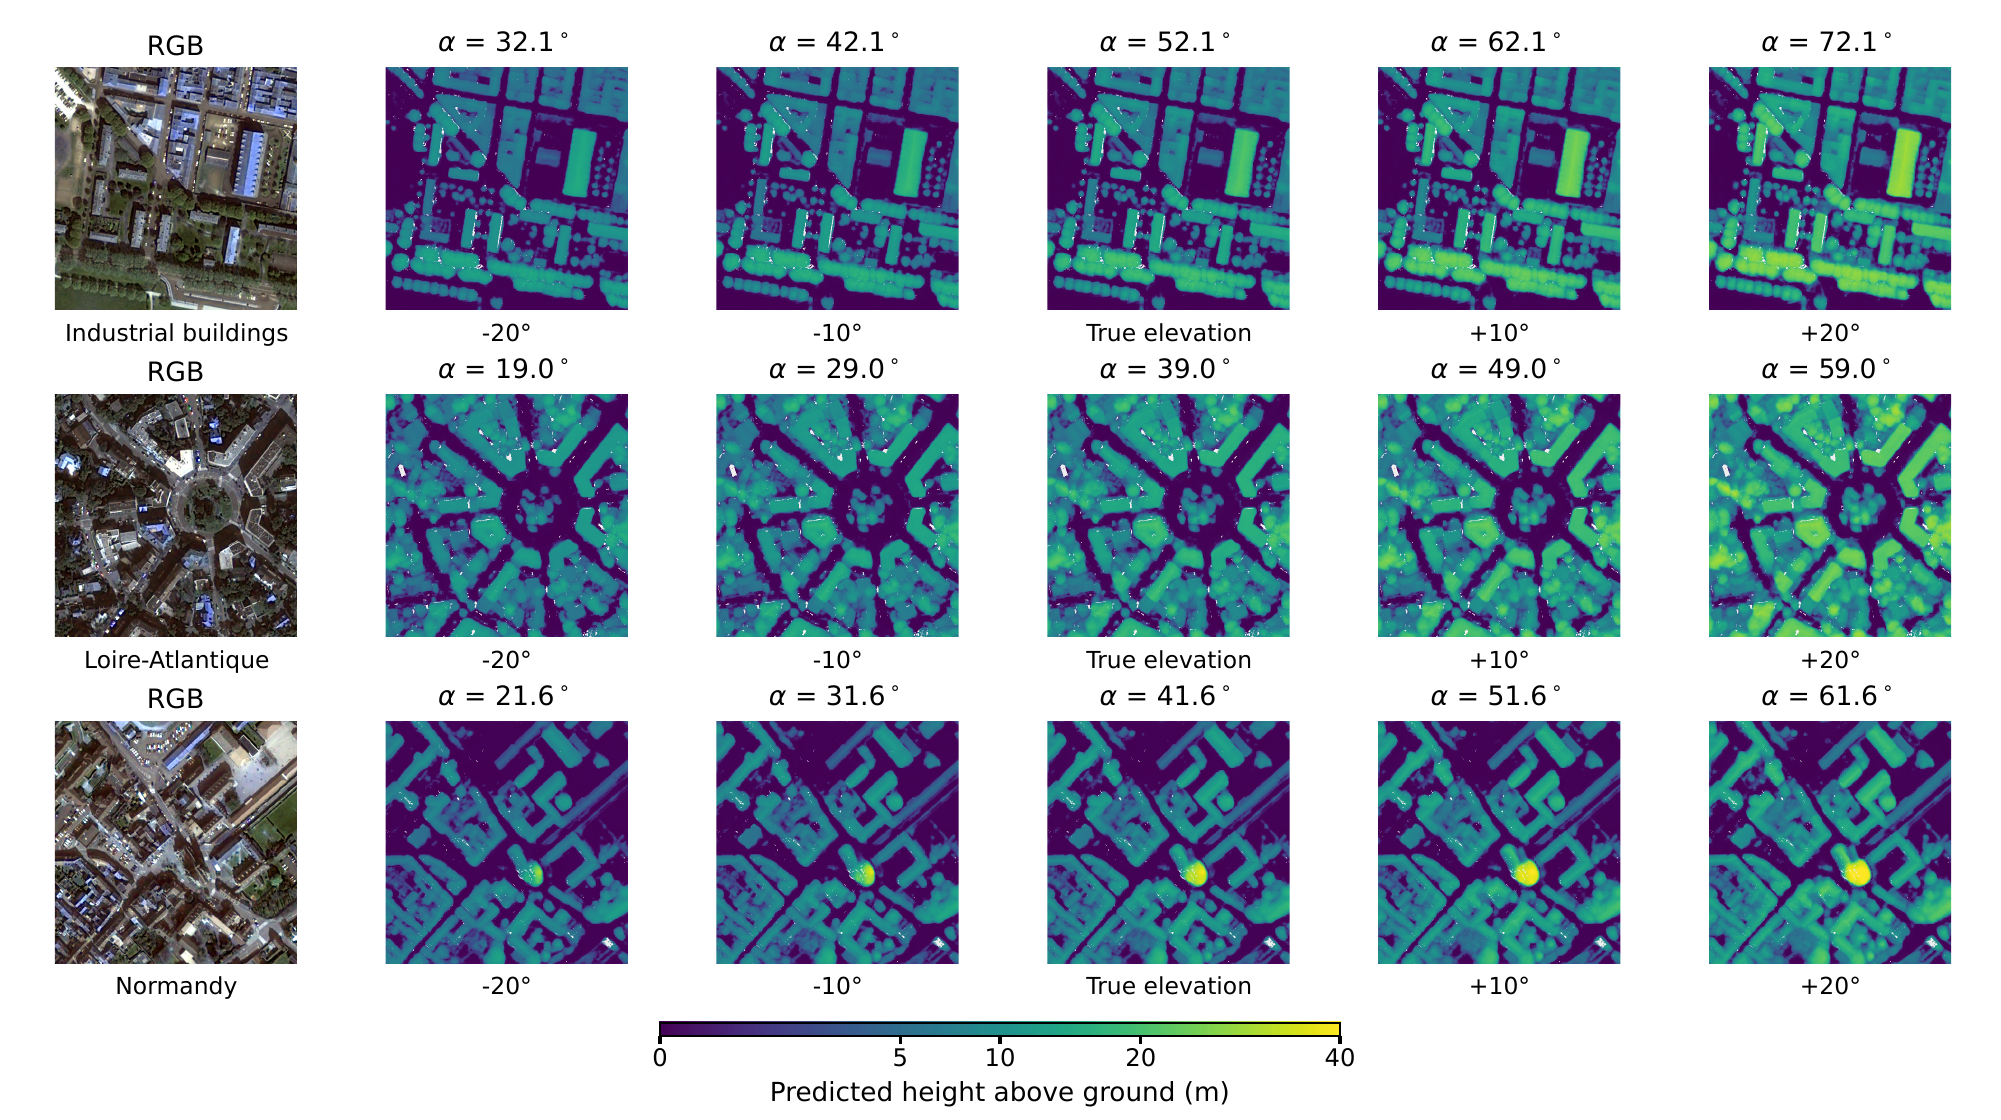 RGB α = 32.1° α = 42.1° α = 52.1° α = 62.1° α = 72.1°
Industrial buildings -20° -10° True elevation +10° +20°
RGB α = 19.0° α = 29.0° α = 39.0° α = 49.0° α = 59.0°
Loire-Atlantique -20° -10° True elevation +10° +20°
RGB α = 21.6° α = 31.6° α = 41.6° α = 51.6° α = 61.6°
Normandy -20° -10° True elevation +10° +20°
0 5 10 20 40
Predicted height above ground (m)